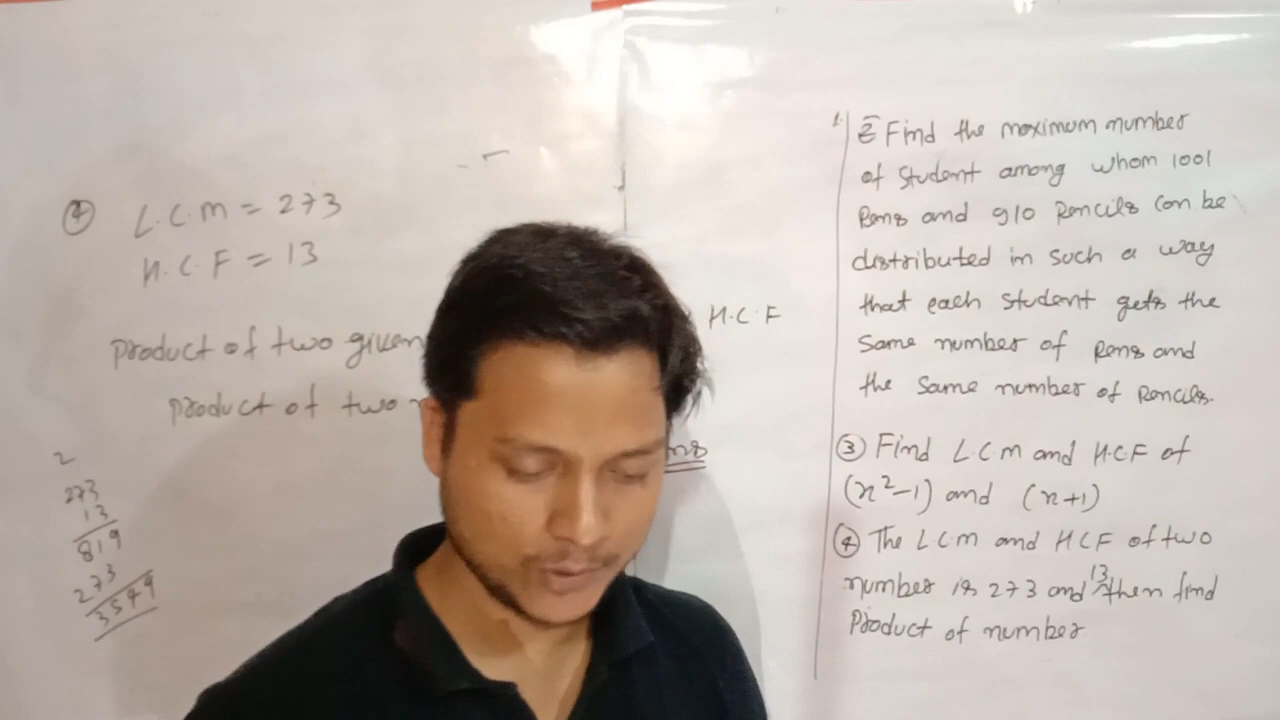 ④ L.C.M = 273
H.C.F = 13
Product of two given
H.C.F
Product of two
2
273
13
819
273
3549
1. Find the maximum number
of Student among whom 1001
Pens and 910 Pencils can be
distributed in such a way
that each student gets the
Same number of Pens and
the Same number of Pencils.
③ Find L.C.M and H.C.F of
(x²-1) and (x+1)
④ The LCM and HCF of two
number is 273 and 13 then find
Product of number